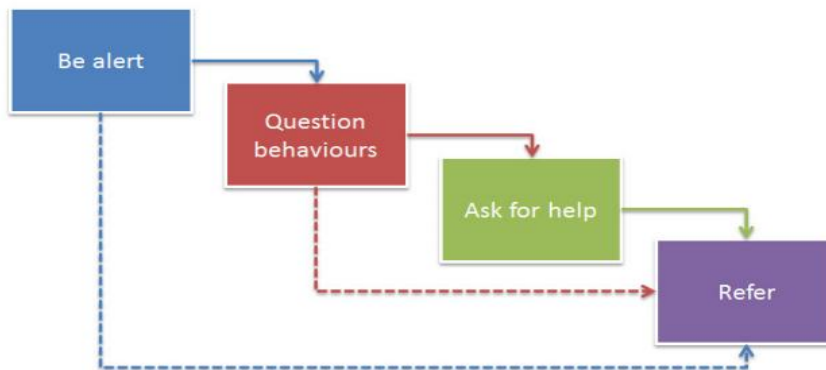 Be alert
Question
behaviours
Ask for help
Refer